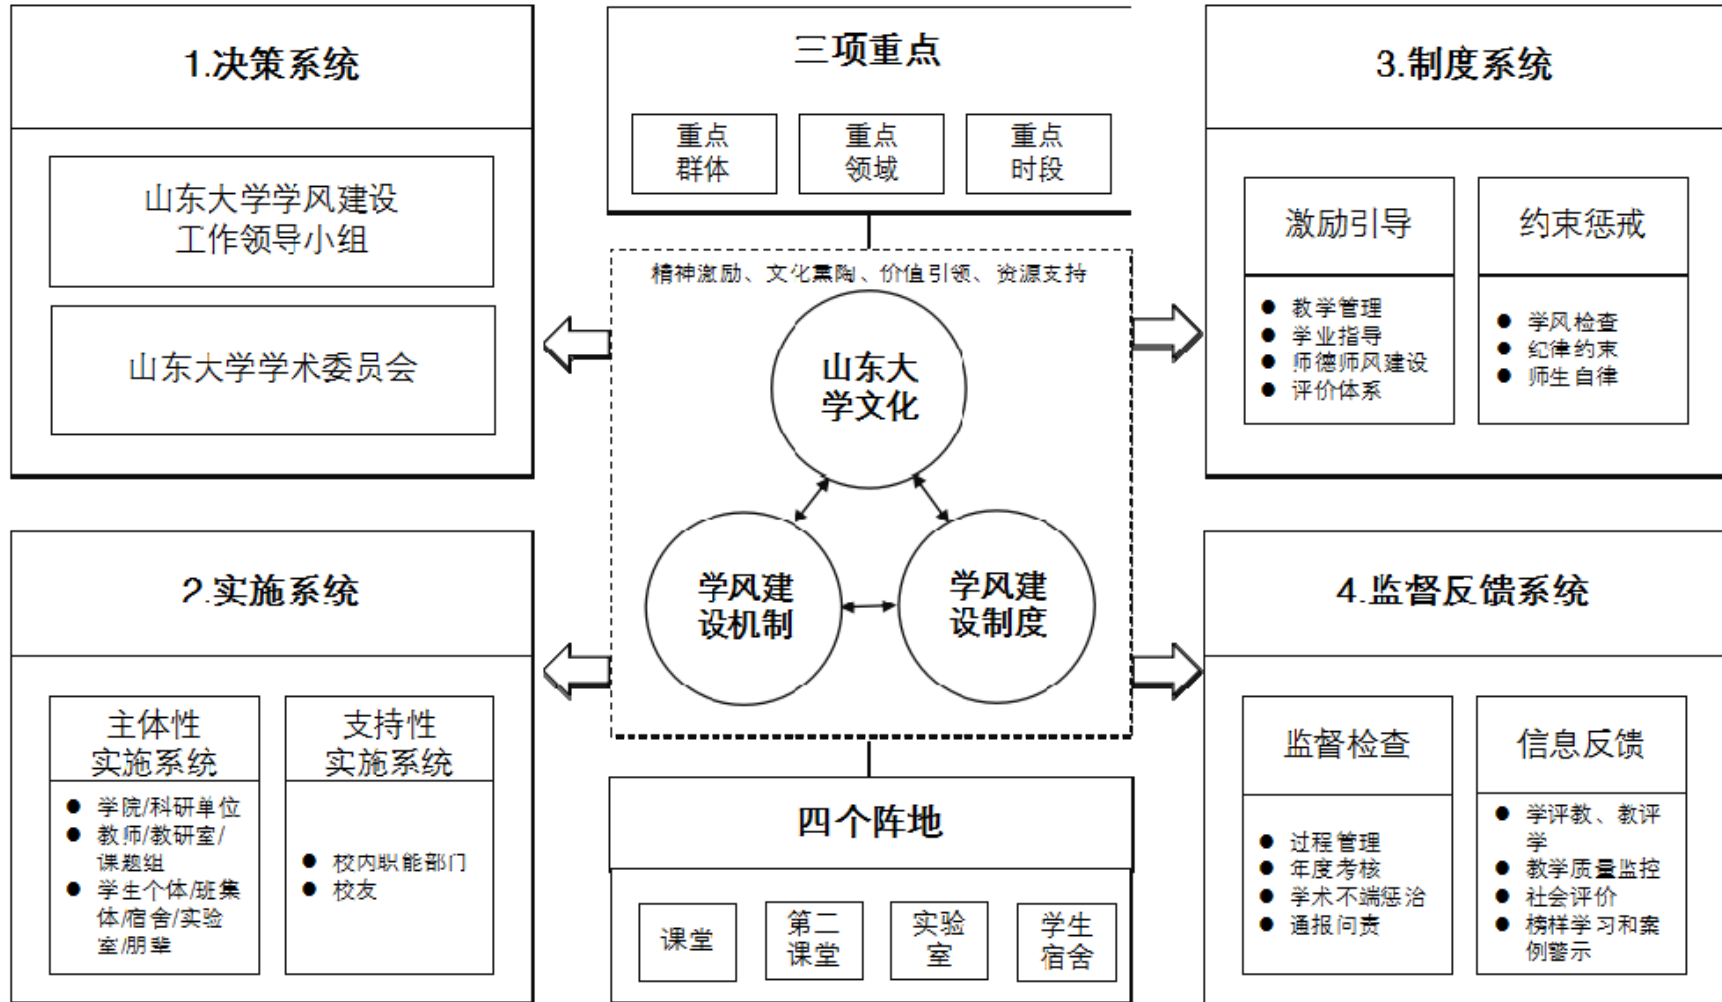 1.决策系统
山东大学学风建设
工作领导小组
山东大学学术委员会
2.实施系统
主体性
实施系统
● 学院/科研单位
● 教师/教研室/
课题组
● 学生个体/班集
体/宿舍/实验
室/朋辈
支持性
实施系统
● 校内职能部门
● 校友
三项重点
重点
群体
重点
领域
重点
时段
精神激励、文化熏陶、价值引领、资源支持
山东大
学文化
学风建
设机制
学风建
设制度
四个阵地
课堂
第二
课堂
实验
室
学生
宿舍
3.制度系统
激励引导
● 教学管理
● 学业指导
● 师德师风建设
● 评价体系
约束惩戒
● 学风检查
● 纪律约束
● 师生自律
4.监督反馈系统
监督检查
● 过程管理
● 年度考核
● 学术不端惩治
● 通报问责
信息反馈
● 学评教、教评
学
● 教学质量监控
● 社会评价
● 榜样学习和案
例警示